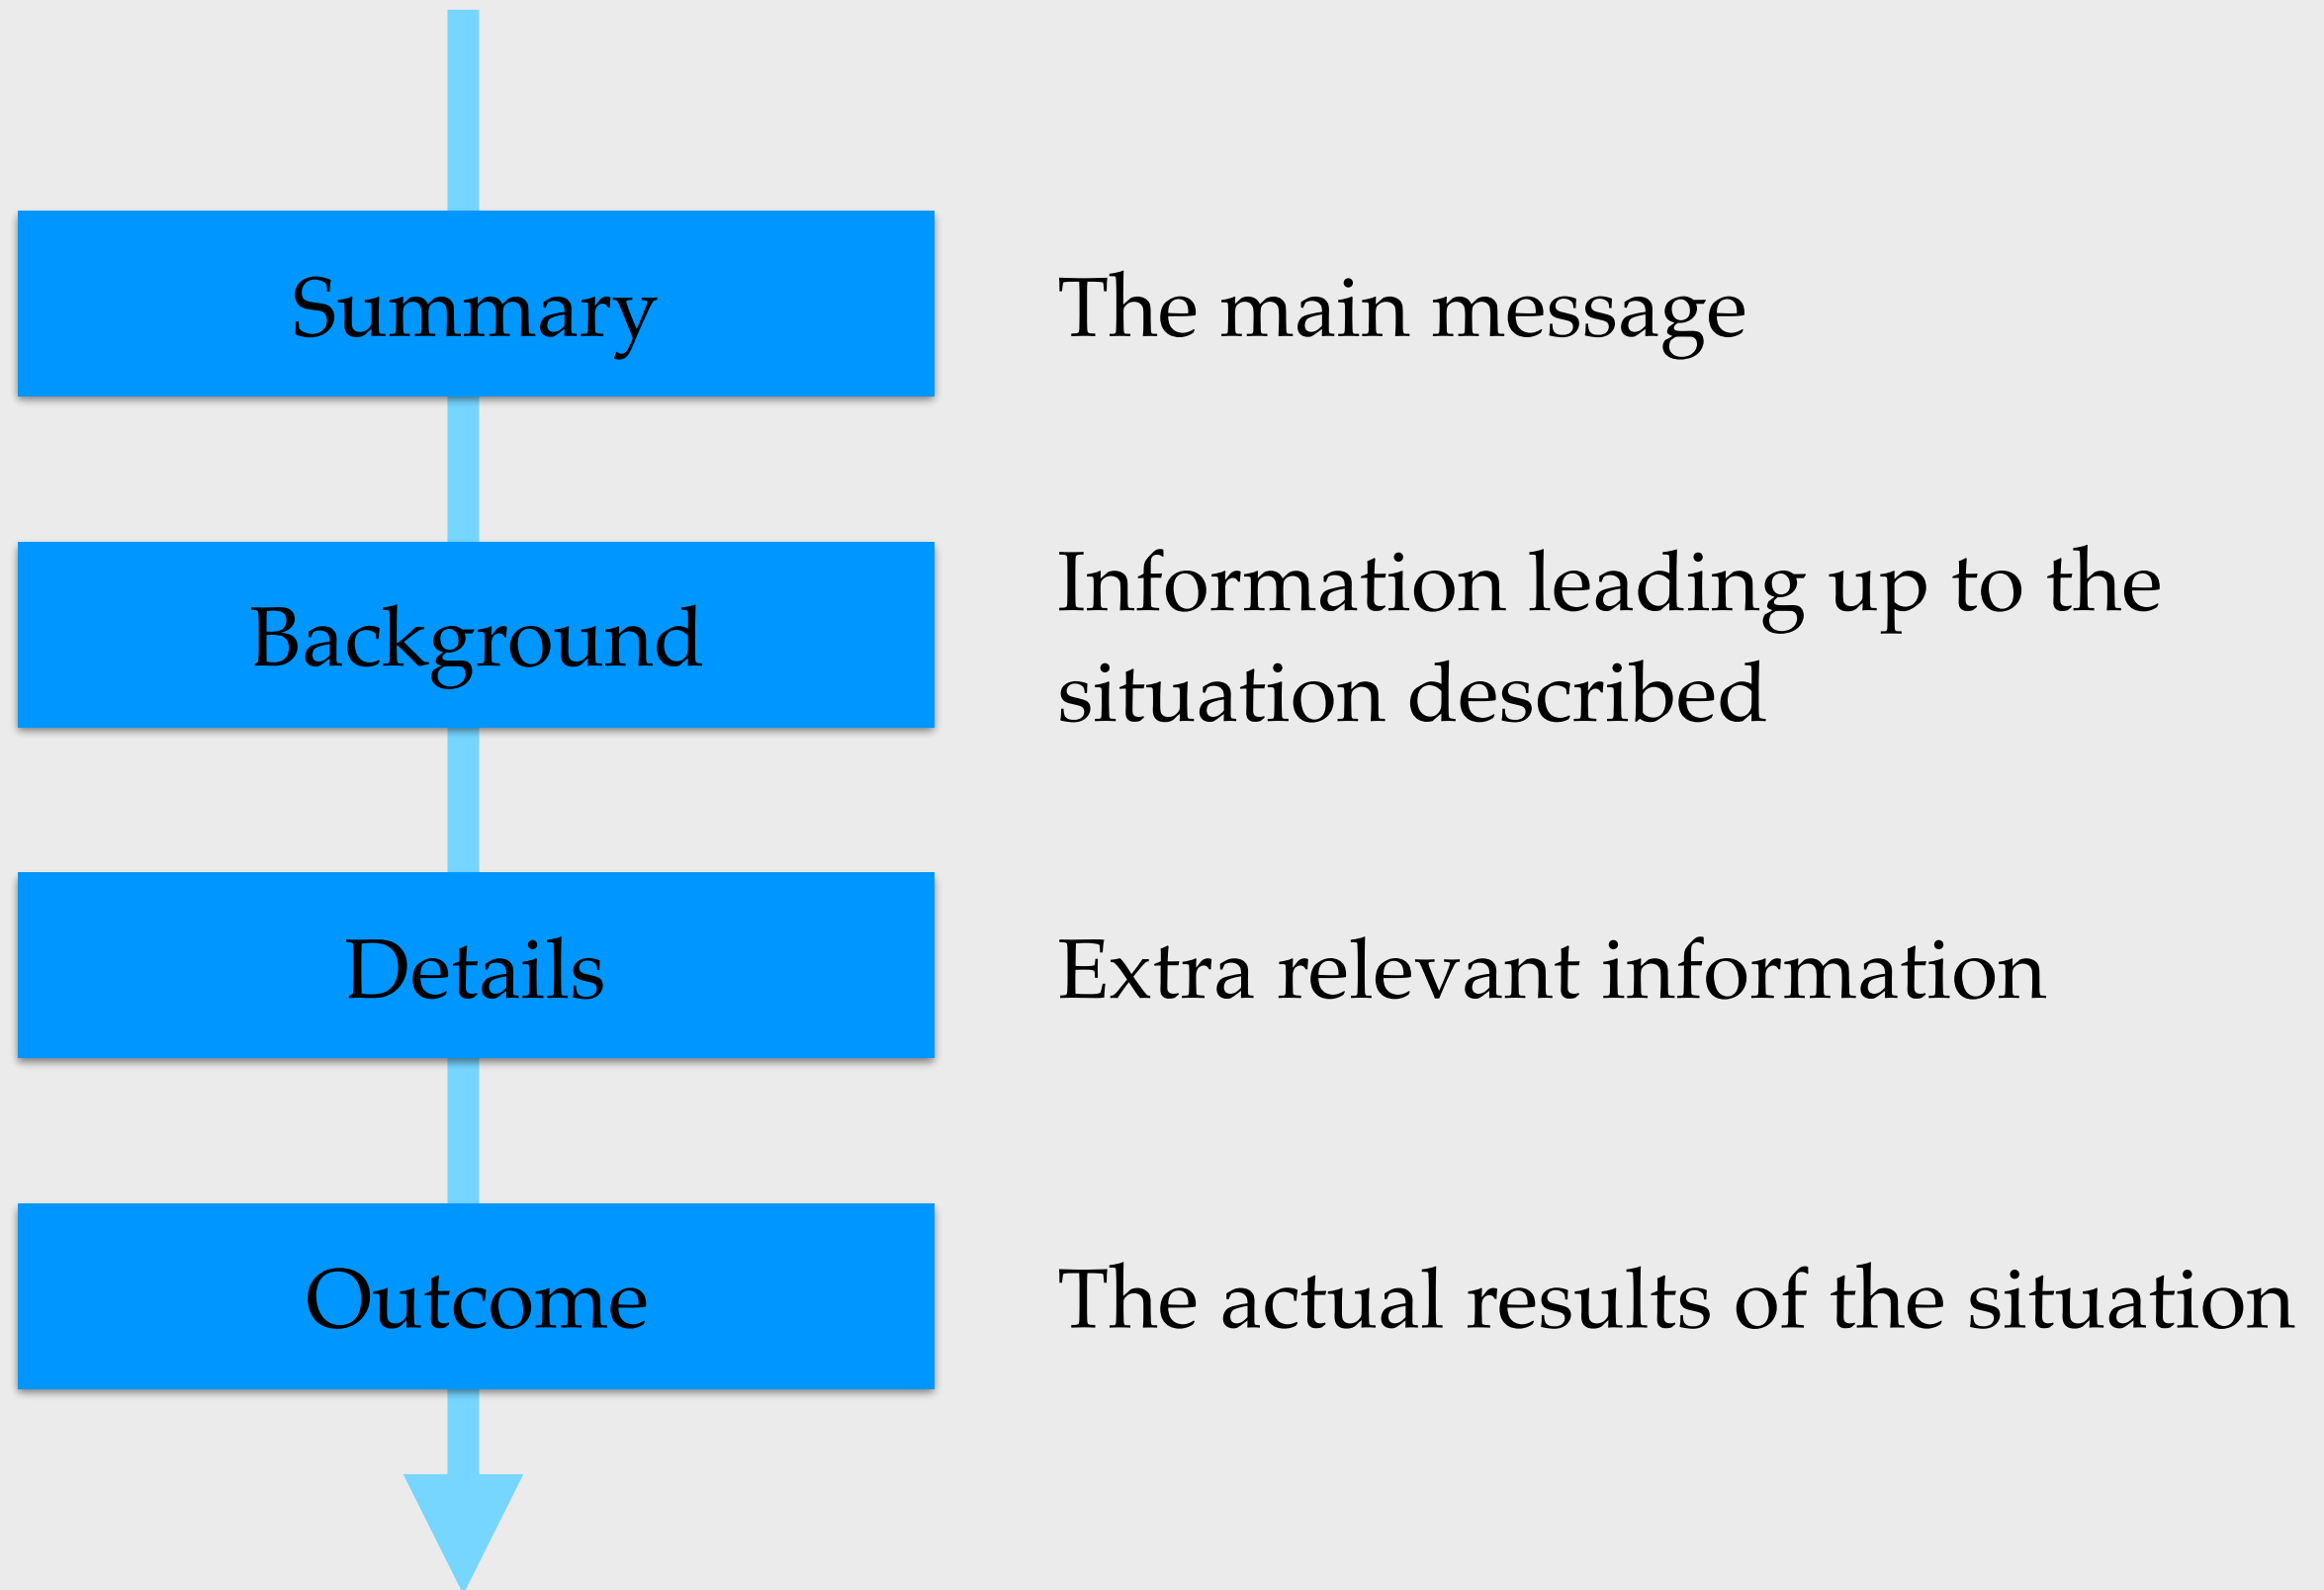 Summary
The main message
Background
Information leading up to the
situation described
Details
Extra relevant information
Outcome
The actual results of the situation